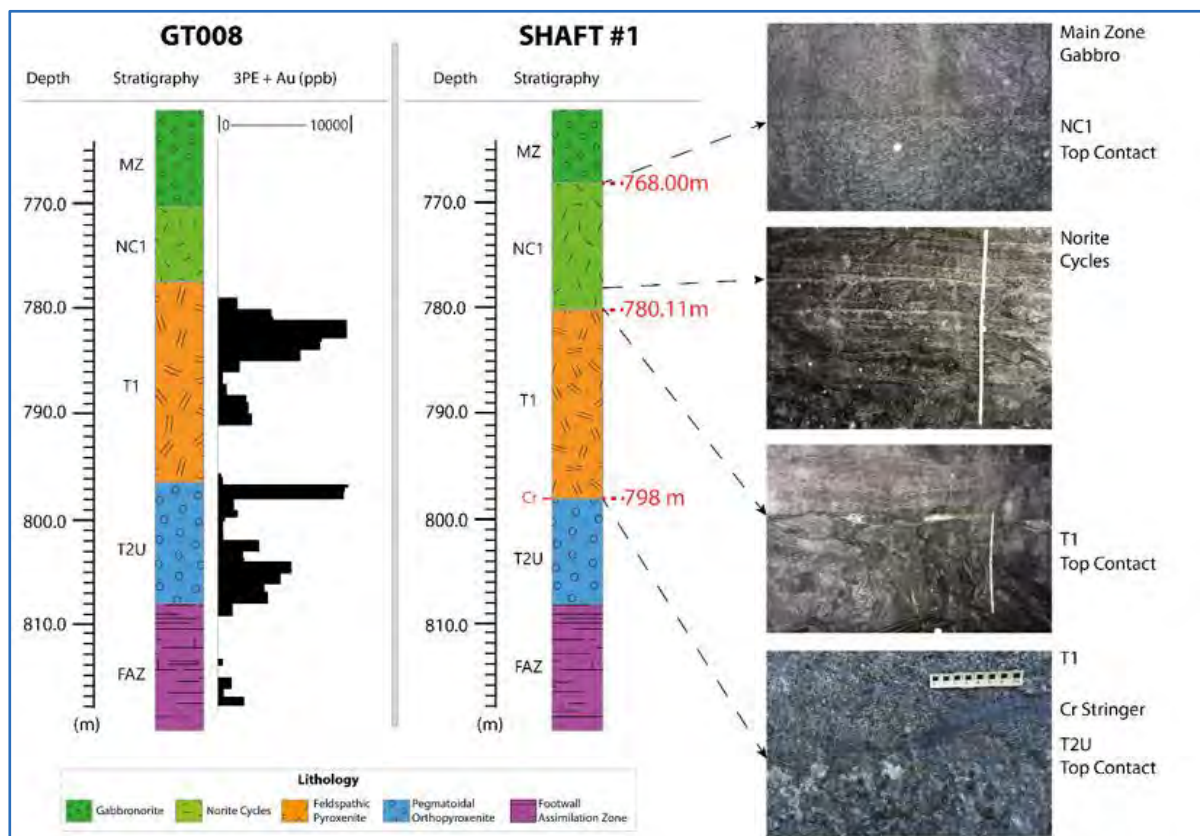 GT008
Depth
Stratigraphy
3PE + Au (ppb)
0
10000
MZ
770.0
NC1
780.0
T1
790.0
800.0
T2U
810.0
FAZ
(m)
SHAFT #1
Depth
Stratigraphy
MZ
768.00m
770.0
NC1
780.0
780.11m
T1
790.0
Cr
798 m
800.0
T2U
810.0
FAZ
(m)
Main Zone
Gabbro
NC1
Top Contact
Norite
Cycles
T1
Top Contact
T1
Cr Stringer
T2U
Top Contact
Lithology
Gabbronorite
Norite Cycles
Feldspathic
Pyroxenite
Pegmatoidal
Orthopyroxenite
Footwall
Assimilation Zone